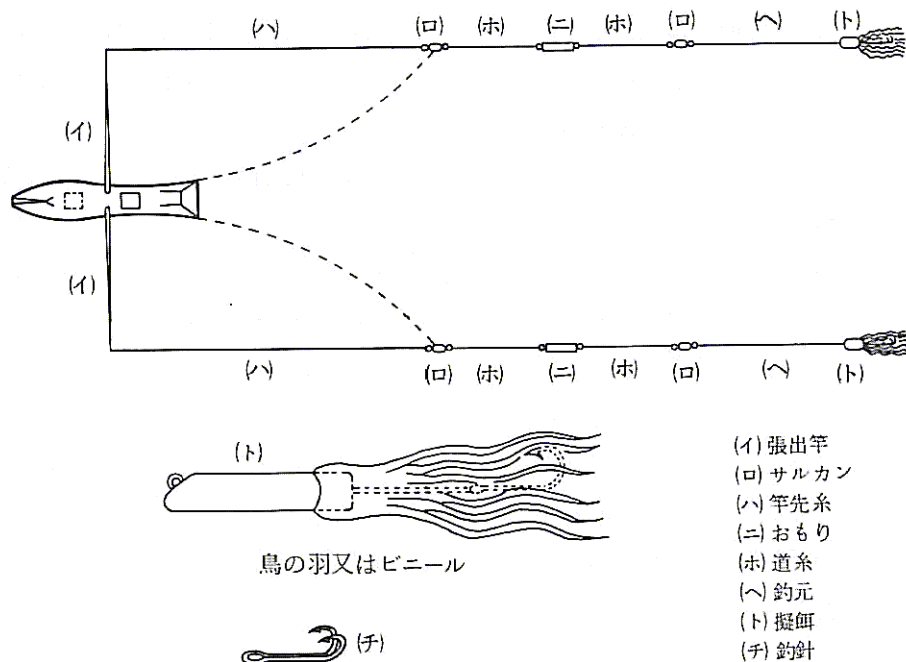 (ハ) (ロ) (ホ) (ニ) (ホ) (ロ) (ヘ) (ト)
(イ)
(イ)
(ハ) (ロ) (ホ) (ニ) (ホ) (ロ) (ヘ) (ト)
(ト)
鳥の羽又はビニール
(チ)
(イ) 張出竿
(ロ) サルカン
(ハ) 竿先糸
(ニ) おもり
(ホ) 道糸
(ヘ) 釣元
(ト) 擬餌
(チ) 釣針